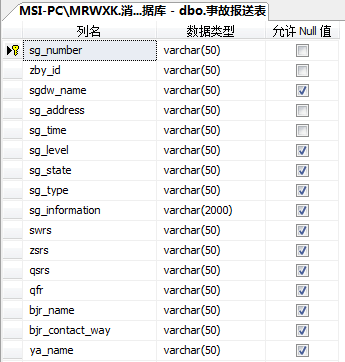 MSI-PC\MRWXK.消...据库 - dbo.事故报送表
列名 数据类型 允许 Null 值
sg_number varchar(50)
zby_id varchar(50)
sgdw_name varchar(50)
sg_address varchar(50)
sg_time varchar(50)
sg_level varchar(50)
sg_state varchar(50)
sg_type varchar(50)
sg_information varchar(2000)
swrs varchar(50)
zsrs varchar(50)
qsrs varchar(50)
qfr varchar(50)
bjr_name varchar(50)
bjr_contact_way varchar(50)
ya_name varchar(50)